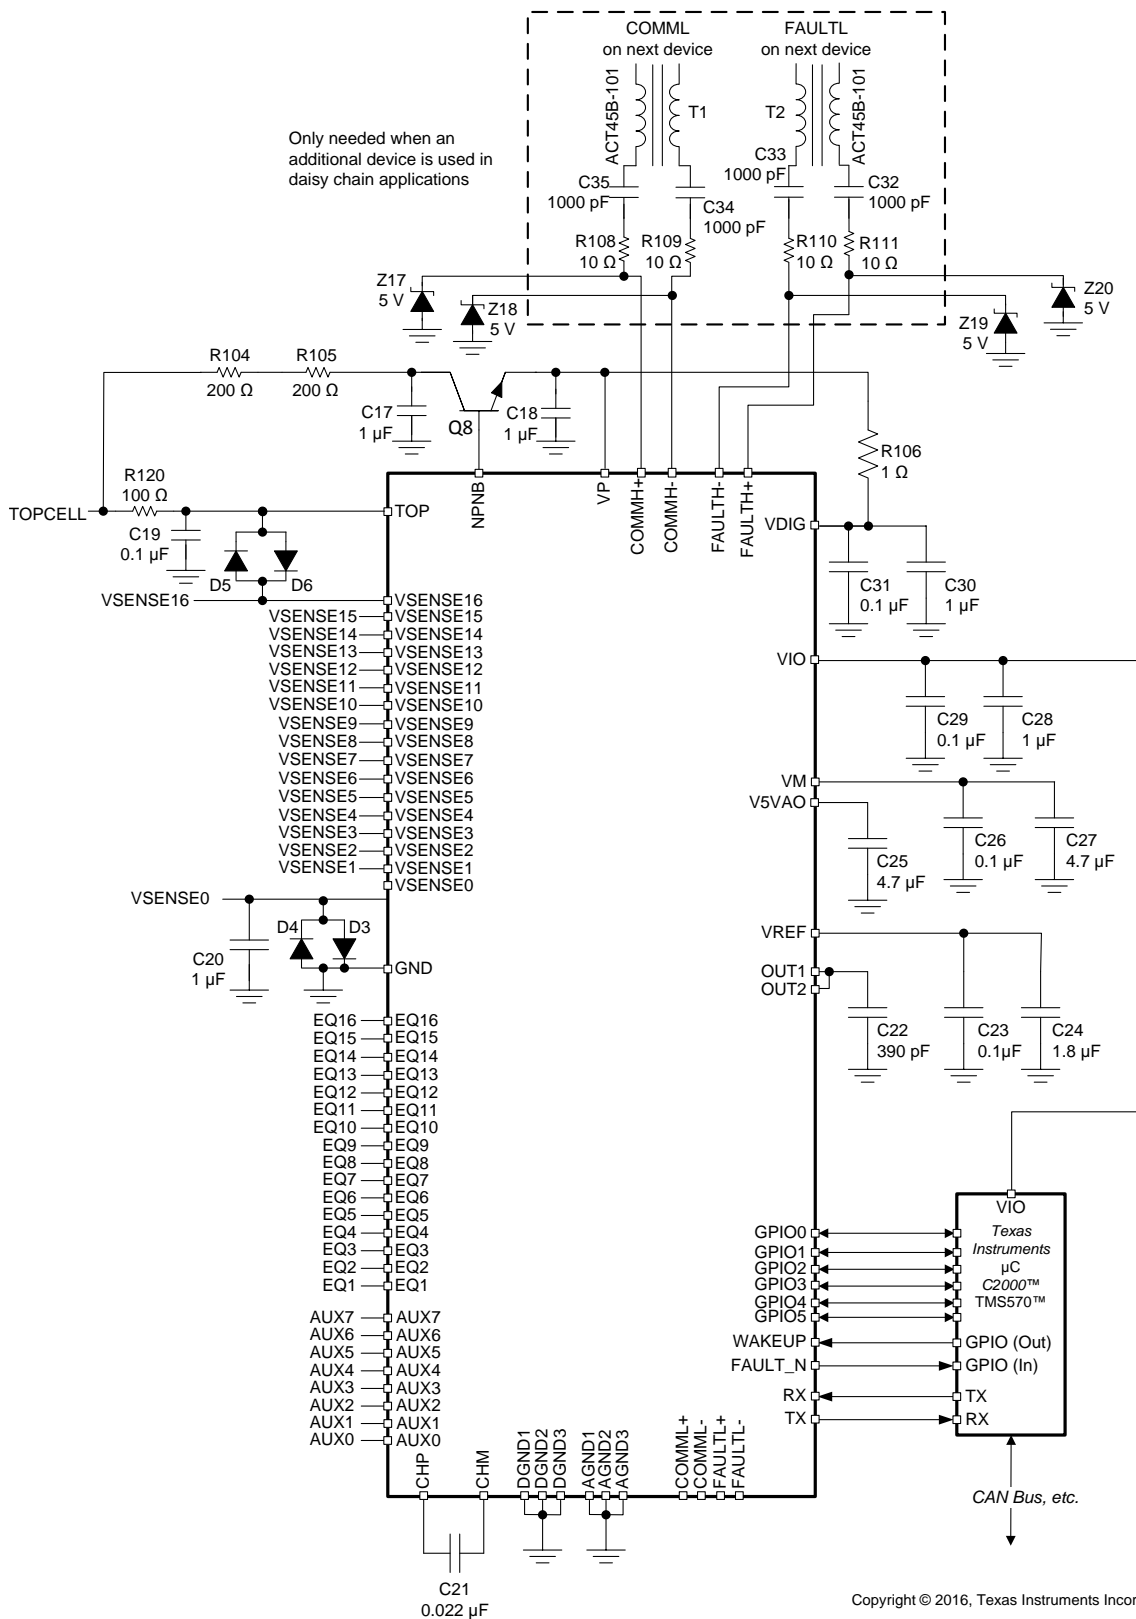 COMML
on next device
FAULTL
on next device
ACT45B-101
T1
T2
ACT45B-101
Only needed when an
additional device is used in
daisy chain applications
C35
1000 pF
C34
1000 pF
C33
1000 pF
C32
1000 pF
R108
10 Ω
R109
10 Ω
R110
10 Ω
R111
10 Ω
Z17
5 V
Z18
5 V
Z19
5 V
Z20
5 V
R104
200 Ω
R105
200 Ω
C17
1 µF
Q8
C18
1 µF
R106
1 Ω
R120
100 Ω
TOPCELL
C19
0.1 µF
D5
D6
TOP
NPNB
VP
COMMH+
COMMH-
FAULTH-
FAULTH+
VDIG
C31
0.1 µF
C30
1 µF
VSENSE16
VSENSE16
VSENSE15
VSENSE15
VSENSE14
VSENSE14
VSENSE13
VSENSE13
VSENSE12
VSENSE12
VSENSE11
VSENSE11
VSENSE10
VSENSE10
VSENSE9
VSENSE9
VSENSE8
VSENSE8
VSENSE7
VSENSE7
VSENSE6
VSENSE6
VSENSE5
VSENSE5
VSENSE4
VSENSE4
VSENSE3
VSENSE3
VSENSE2
VSENSE2
VSENSE1
VSENSE1
VSENSE0
VSENSE0
VIO
C29
0.1 µF
C28
1 µF
VM
V5VAO
C25
4.7 µF
C26
0.1 µF
C27
4.7 µF
D4
D3
C20
1 µF
GND
VREF
OUT1
OUT2
C22
390 pF
C23
0.1µF
C24
1.8 µF
EQ16
EQ16
EQ15
EQ15
EQ14
EQ14
EQ13
EQ13
EQ12
EQ12
EQ11
EQ11
EQ10
EQ10
EQ9
EQ9
EQ8
EQ8
EQ7
EQ7
EQ6
EQ6
EQ5
EQ5
EQ4
EQ4
EQ3
EQ3
EQ2
EQ2
EQ1
EQ1
AUX7
AUX7
AUX6
AUX6
AUX5
AUX5
AUX4
AUX4
AUX3
AUX3
AUX2
AUX2
AUX1
AUX1
AUX0
AUX0
GPIO0
GPIO1
GPIO2
GPIO3
GPIO4
GPIO5
WAKEUP
FAULT_N
RX
TX
VIO
Texas
Instruments
µC
C2000™
TMS570™
GPIO (Out)
GPIO (In)
TX
RX
CHP
CHM
DGND1
DGND2
DGND3
AGND1
AGND2
AGND3
COMML+
COMML-
FAULTL+
FAULTL-
CAN Bus, etc.
C21
0.022 µF
Copyright © 2016, Texas Instruments Incor